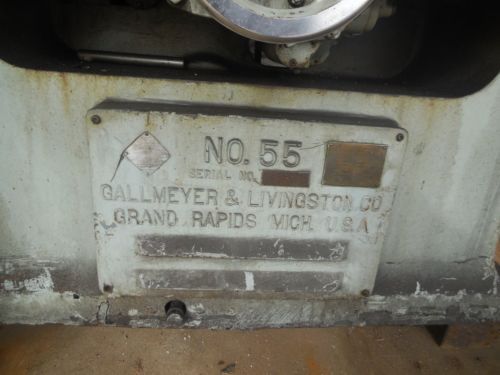 NO. 55
SERIAL NO.
GALLMEYER & LIVINGSTON CO
GRAND RAPIDS MICH. U.S.A.